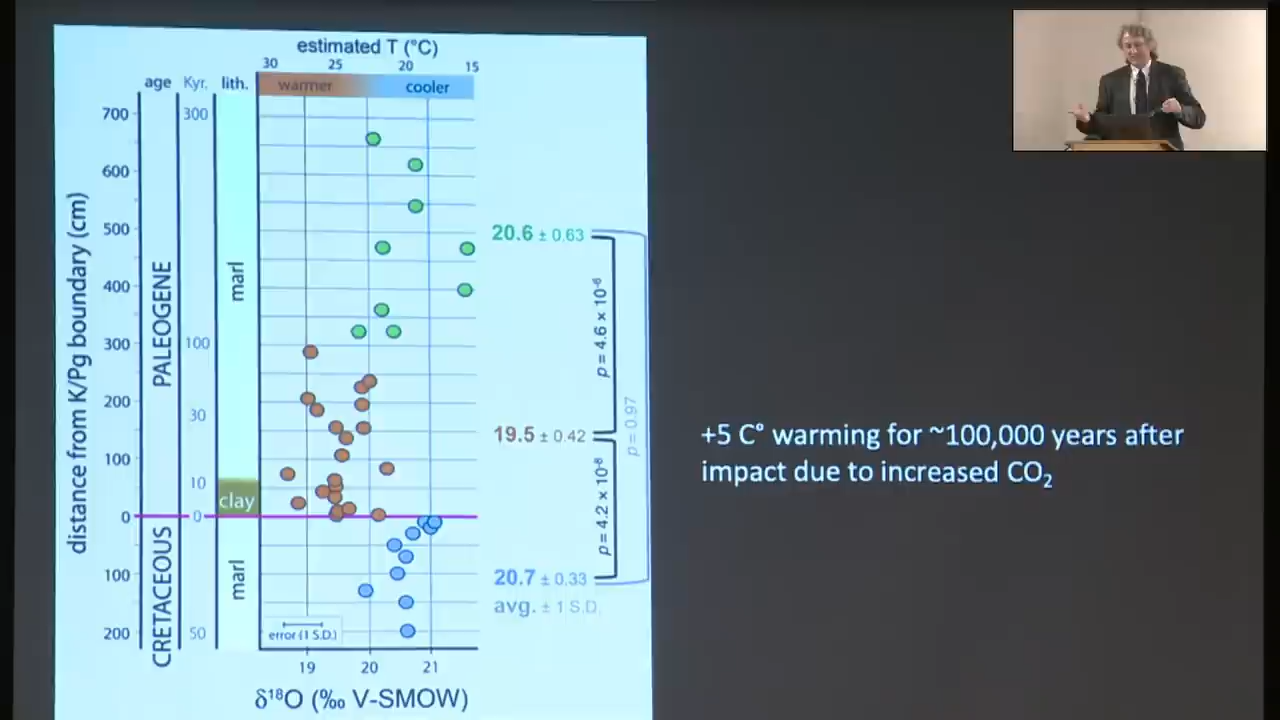 estimated T (°C)
30 25 20 15
age Kyr. lith. warmer cooler
distance from K/Pg boundary (cm)
700
600
500
400
300
200
100
0
100
200
PALEOGENE
CRETACEOUS
300
100
30
10
0
50
marl
clay
marl
error (1 S.D.)
19 20 21
δ¹⁸O (‰ V-SMOW)
20.6 ± 0.63
p = 4.6 x 10⁻⁶
19.5 ± 0.42
p = 0.97
p = 4.2 x 10⁻⁸
20.7 ± 0.33
avg. ± 1 S.D.
+5 C° warming for ~100,000 years after
impact due to increased CO₂